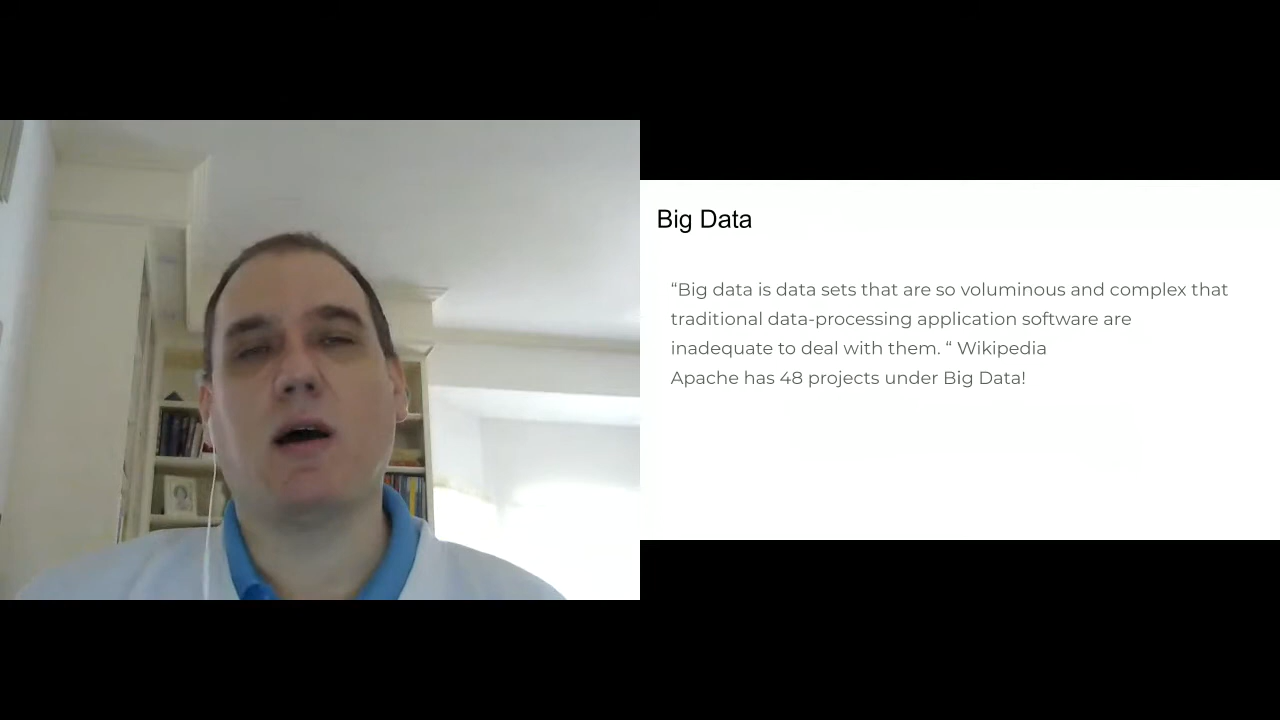 Big Data
“Big data is data sets that are so voluminous and complex that
traditional data-processing application software are
inadequate to deal with them. “ Wikipedia
Apache has 48 projects under Big Data!